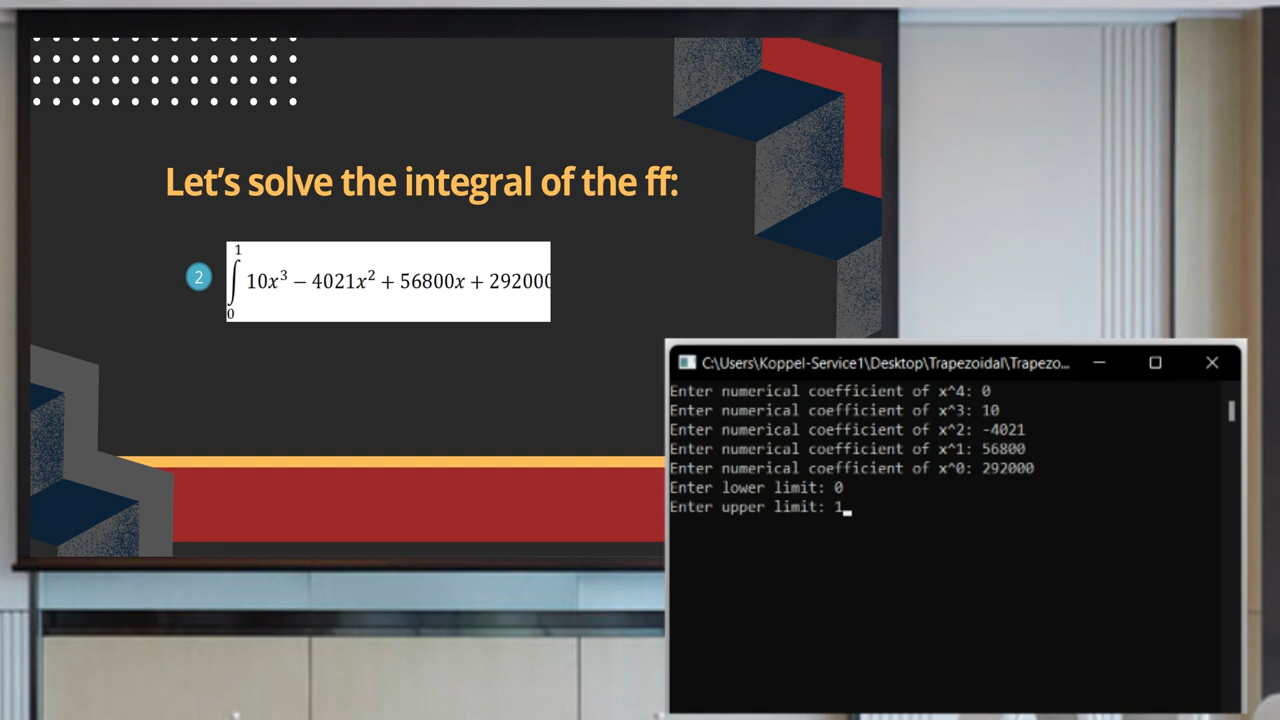 Let's solve the integral of the ff:
2
1
∫ 10x³ − 4021x² + 56800x + 292000
0
C:\Users\Koppel-Service1\Desktop\Trapezoidal\Trapezo...
Enter numerical coefficient of x^4: 0
Enter numerical coefficient of x^3: 10
Enter numerical coefficient of x^2: -4021
Enter numerical coefficient of x^1: 56800
Enter numerical coefficient of x^0: 292000
Enter lower limit: 0
Enter upper limit: 1